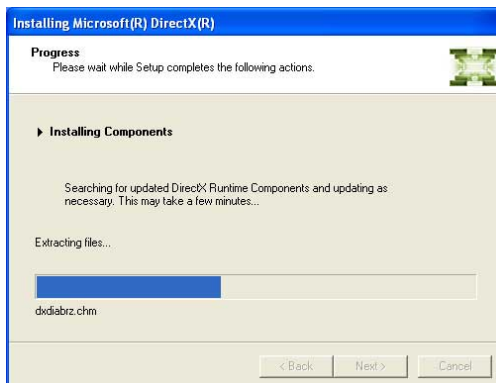 Installing Microsoft(R) DirectX(R)
Progress
Please wait while Setup completes the following actions.
Installing Components
Searching for updated DirectX Runtime Components and updating as
necessary. This may take a few minutes...
Extracting files...
dxdiabrz.chm
< Back Next > Cancel